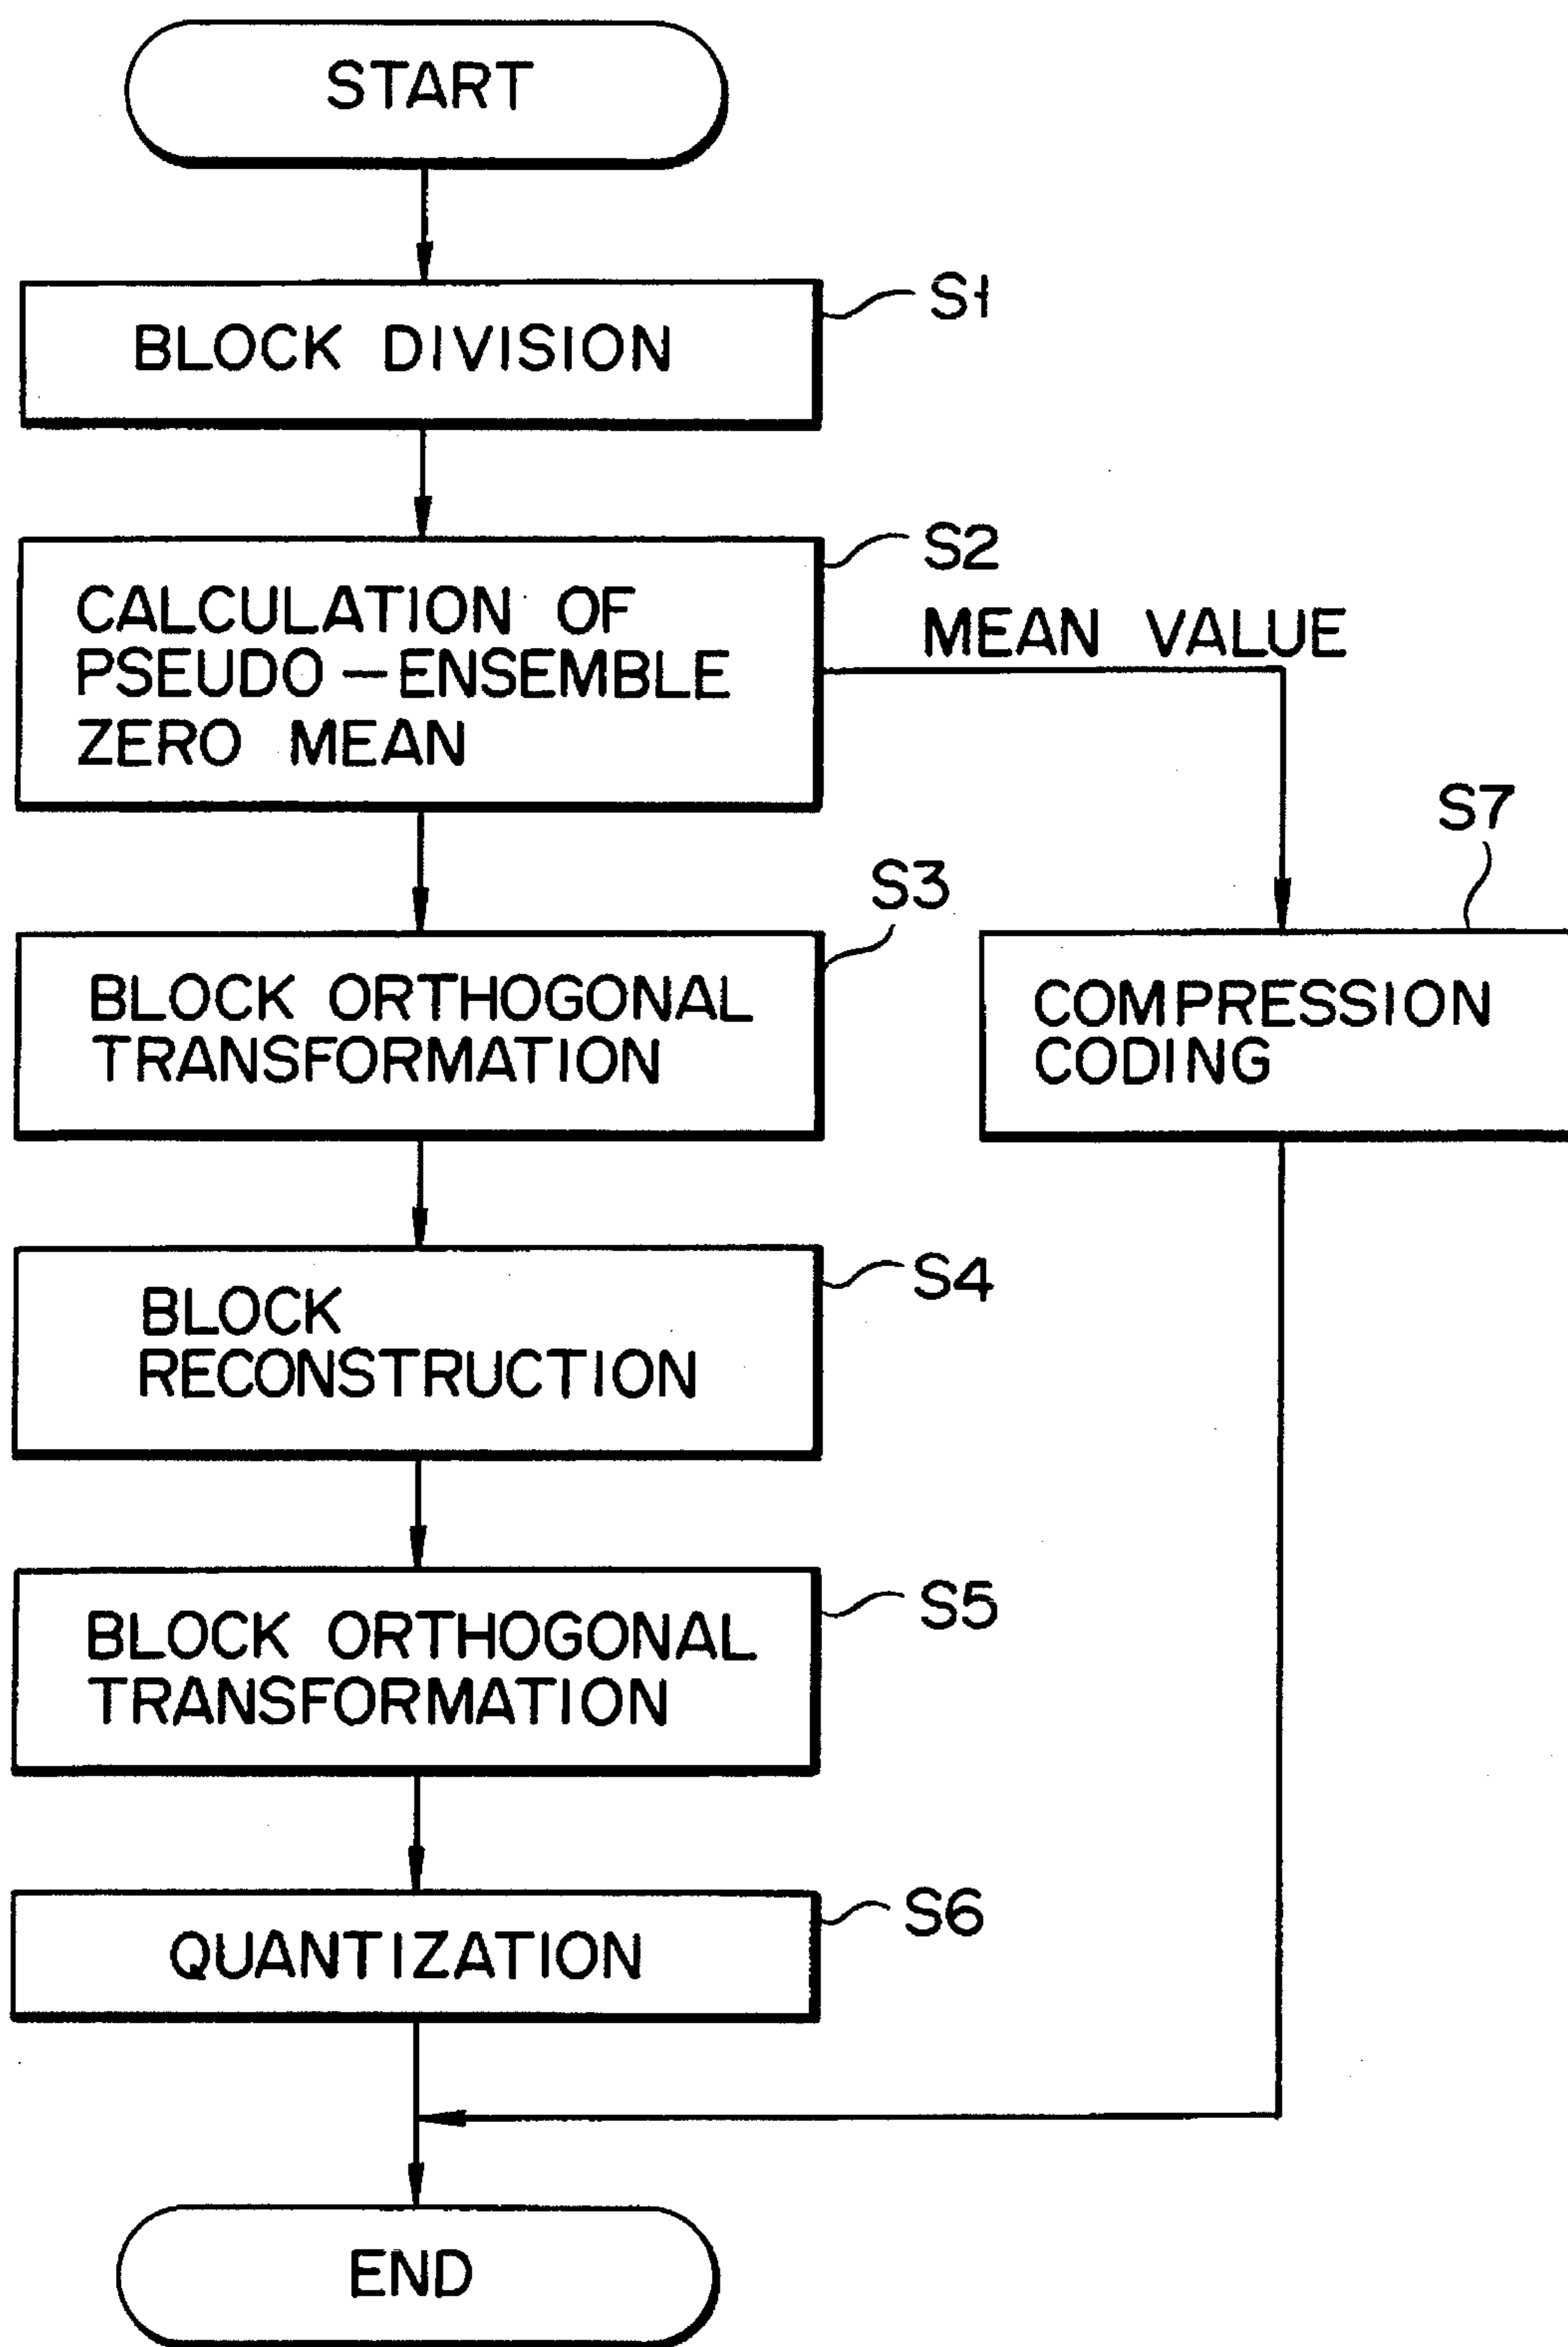 START
S1
BLOCK DIVISION
S2
CALCULATION OF
PSEUDO-ENSEMBLE
ZERO MEAN
MEAN VALUE
S3
BLOCK ORTHOGONAL
TRANSFORMATION
S7
COMPRESSION
CODING
S4
BLOCK
RECONSTRUCTION
S5
BLOCK ORTHOGONAL
TRANSFORMATION
S6
QUANTIZATION
END